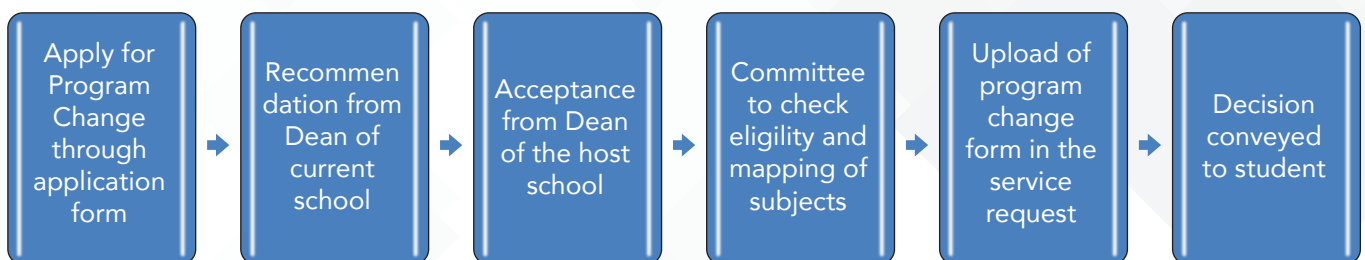 Apply for
Program
Change
through
application
form
Recommen
dation from
Dean of
current
school
Acceptance
from Dean
of the host
school
Committee
to check
eligility and
mapping of
subjects
Upload of
program
change
form in the
service
request
Decision
conveyed
to student